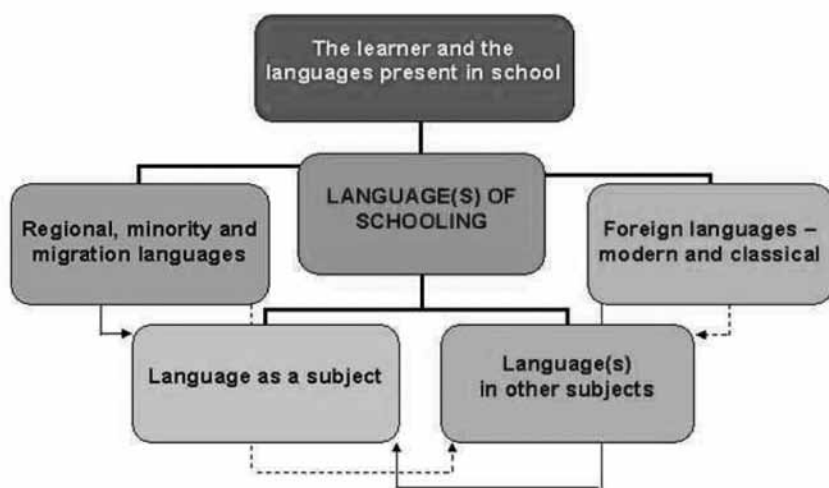 The learner and the
languages present in school
LANGUAGE(S) OF
SCHOOLING
Regional, minority and
migration languages
Foreign languages –
modern and classical
Language as a subject
Language(s)
in other subjects